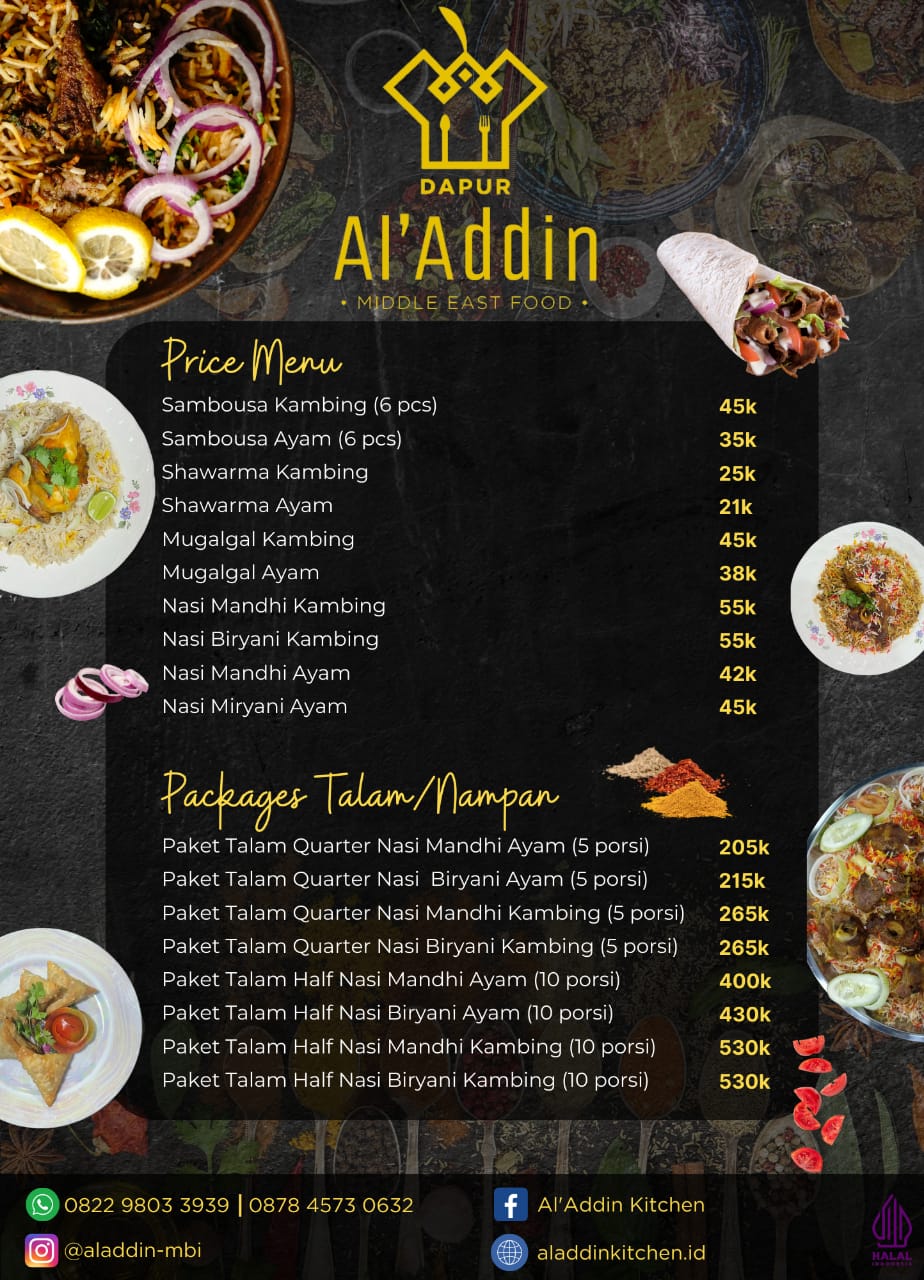 DAPUR
Al'Addin
• MIDDLE EAST FOOD •
Price Menu
Sambousa Kambing (6 pcs) 45k
Sambousa Ayam (6 pcs) 35k
Shawarma Kambing 25k
Shawarma Ayam 21k
Mugalgal Kambing 45k
Mugalgal Ayam 38k
Nasi Mandhi Kambing 55k
Nasi Biryani Kambing 55k
Nasi Mandhi Ayam 42k
Nasi Miryani Ayam 45k
Packages Talam/Nampan
Paket Talam Quarter Nasi Mandhi Ayam (5 porsi) 205k
Paket Talam Quarter Nasi Biryani Ayam (5 porsi) 215k
Paket Talam Quarter Nasi Mandhi Kambing (5 porsi) 265k
Paket Talam Quarter Nasi Biryani Kambing (5 porsi) 265k
Paket Talam Half Nasi Mandhi Ayam (10 porsi) 400k
Paket Talam Half Nasi Biryani Ayam (10 porsi) 430k
Paket Talam Half Nasi Mandhi Kambing (10 porsi) 530k
Paket Talam Half Nasi Biryani Kambing (10 porsi) 530k
0822 9803 3939 | 0878 4573 0632
Al'Addin Kitchen
@aladdin-mbi
aladdinkitchen.id
HALAL
INDONESIA